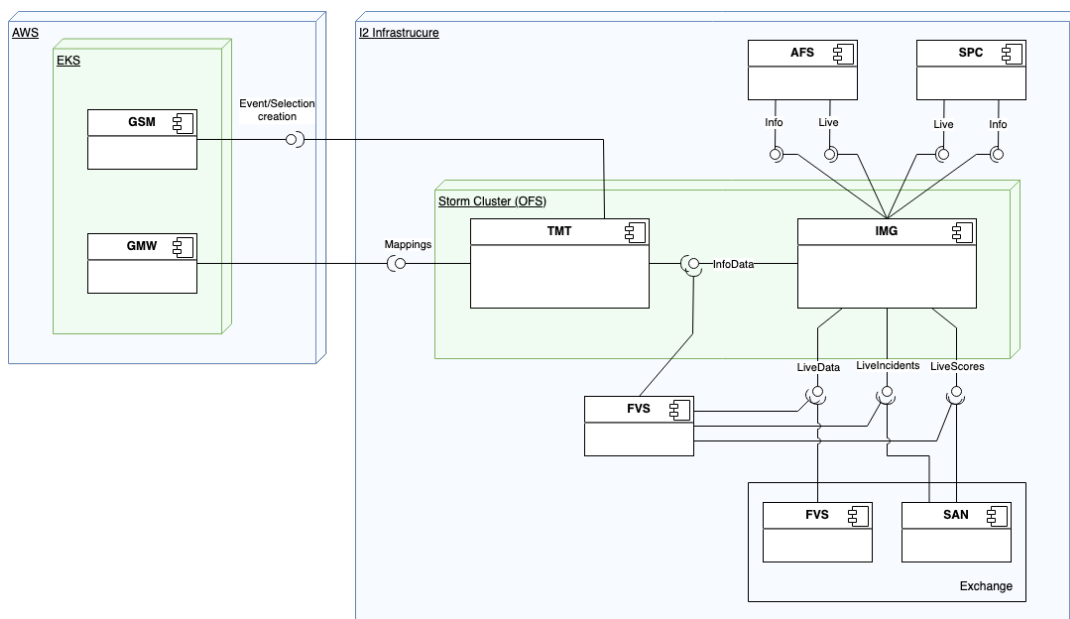 AWS
I2 Infrastrucure
EKS
AFS
SPC
Event/Selection
creation
GSM
Info
Live
Live
Info
Storm Cluster (OFS)
GMW
Mappings
TMT
IMG
InfoData
LiveData
LiveIncidents
LiveScores
FVS
FVS
SAN
Exchange